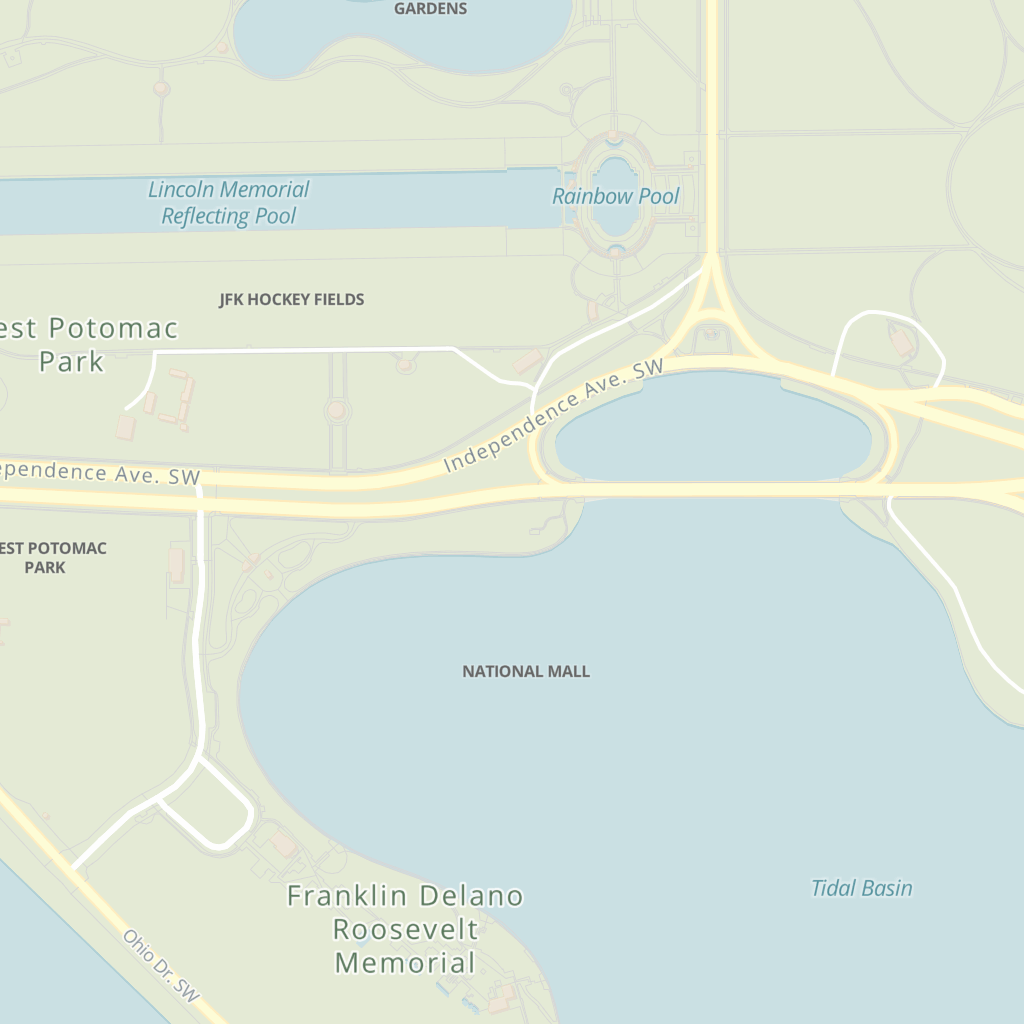 GARDENS
Lincoln Memorial
Reflecting Pool
Rainbow Pool
JFK HOCKEY FIELDS
est Potomac
Park
Independence Ave. SW
ependence Ave. SW
EST POTOMAC
PARK
NATIONAL MALL
Tidal Basin
Franklin Delano
Roosevelt
Memorial
Ohio Dr. SW